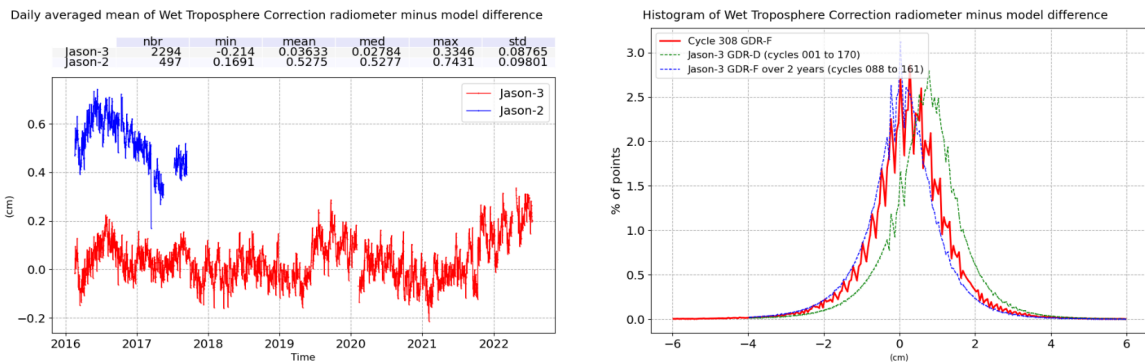 Daily averaged mean of Wet Troposphere Correction radiometer minus model difference
nbr min mean med max std
Jason-3 2294 -0.214 0.03633 0.02784 0.3346 0.08765
Jason-2 497 0.1691 0.5275 0.5277 0.7431 0.09801
Jason-3
Jason-2
0.6
0.4
0.2
0.0
−0.2
(cm)
2016 2017 2018 2019 2020 2021 2022
Time
Histogram of Wet Troposphere Correction radiometer minus model difference
Cycle 308 GDR-F
Jason-3 GDR-D (cycles 001 to 170)
Jason-3 GDR-F over 2 years (cycles 088 to 161)
3.0
2.5
2.0
1.5
1.0
0.5
0.0
% of points
−6 −4 −2 0 2 4 6
(cm)